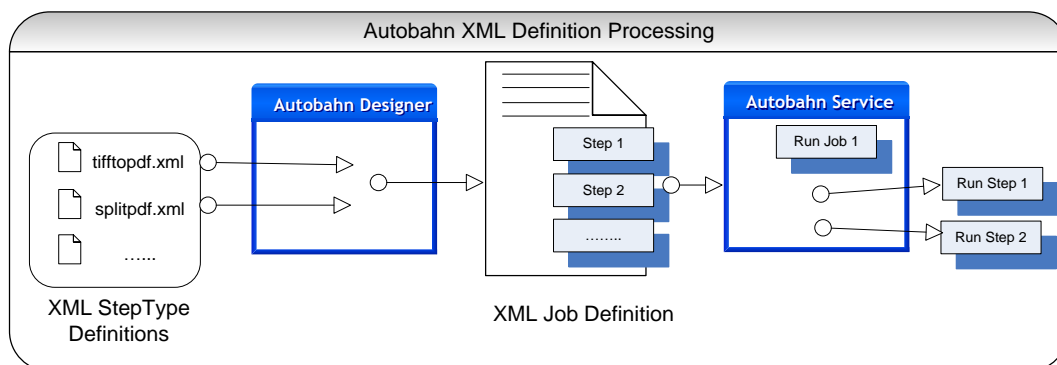 Autobahn XML Definition Processing
tifftopdf.xml
splitpdf.xml
…...
XML StepType
Definitions
Autobahn Designer
Step 1
Step 2
……..
XML Job Definition
Autobahn Service
Run Job 1
Run Step 1
Run Step 2